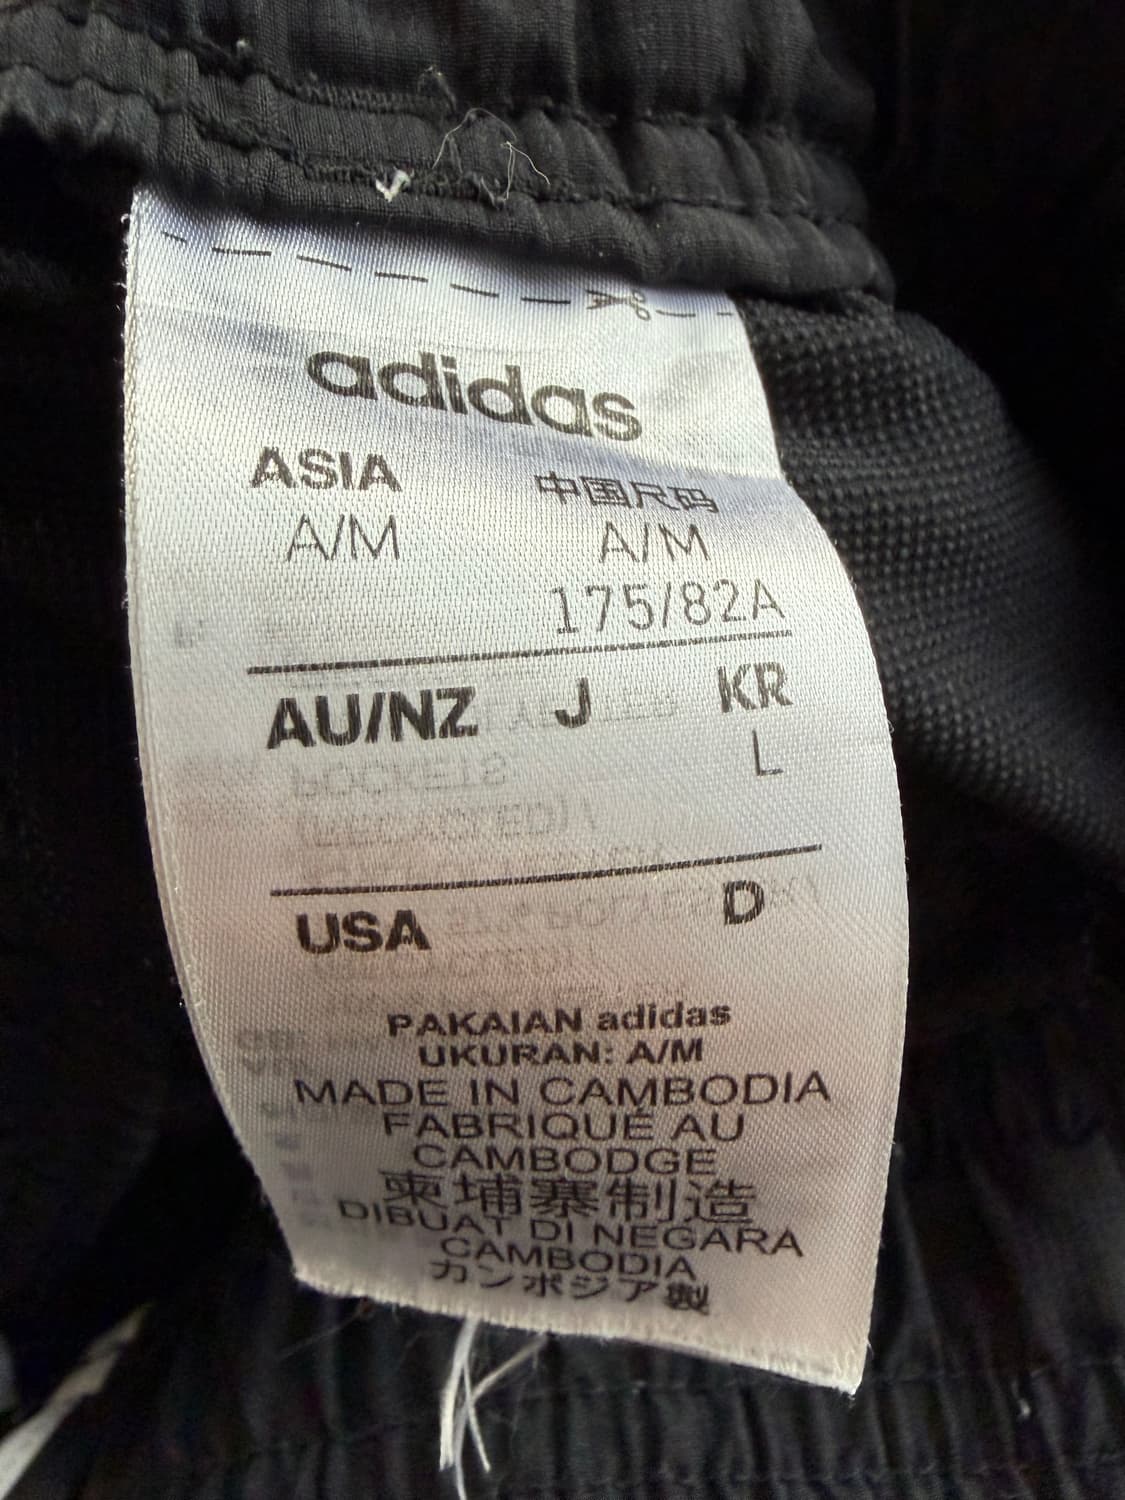 adidas
ASIA 中国尺码
A/M A/M
175/82A
AU/NZ J KR
L
USA D
PAKAIAN adidas
UKURAN: A/M
MADE IN CAMBODIA
FABRIQUÉ AU
CAMBODGE
柬埔寨制造
DIBUAT DI NEGARA
CAMBODIA
カンボジア製